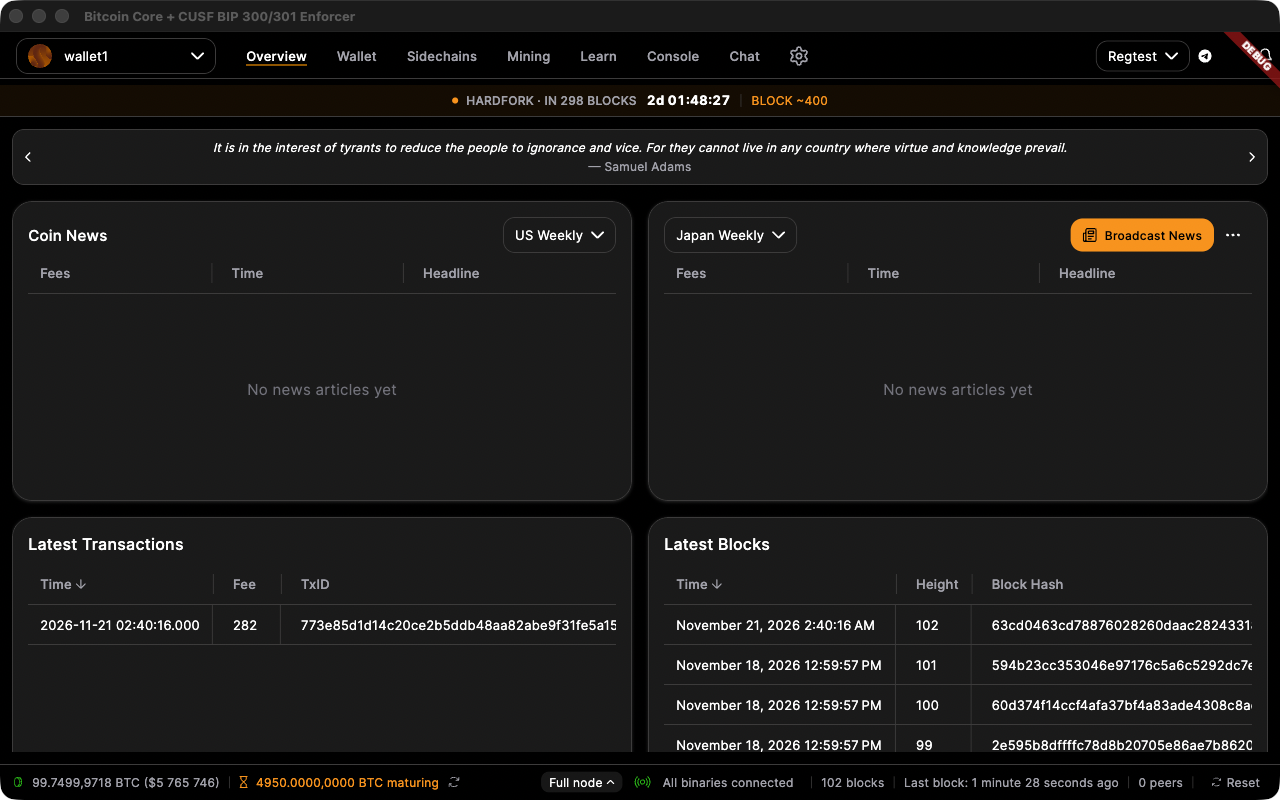 Bitcoin Core + CUSF BIP 300/301 Enforcer
wallet1 Overview Wallet Sidechains Mining Learn Console Chat Regtest DEBUG
HARDFORK · IN 298 BLOCKS 2d 01:48:27 BLOCK ~400
It is in the interest of tyrants to reduce the people to ignorance and vice. For they cannot live in any country where virtue and knowledge prevail.
— Samuel Adams
Coin News US Weekly
Fees Time Headline
No news articles yet
Japan Weekly Broadcast News
Fees Time Headline
No news articles yet
Latest Transactions
Time Fee TxID
2026-11-21 02:40:16.000 282 773e85d1d14c20ce2b5ddb48aa82abe9f31fe5a15
Latest Blocks
Time Height Block Hash
November 21, 2026 2:40:16 AM 102 63cd0463cd78876028260daac2824331
November 18, 2026 12:59:57 PM 101 594b23cc353046e97176c5a6c5292dc7e
November 18, 2026 12:59:57 PM 100 60d374f14ccf4afa37bf4a83ade4308c8a
November 18, 2026 12:59:57 PM 99 2e595b8dffffc78d8b20705e86ae7b8620
99.7499,9718 BTC ($5 765 746) 4950.0000,0000 BTC maturing Full node All binaries connected 102 blocks Last block: 1 minute 28 seconds ago 0 peers Reset